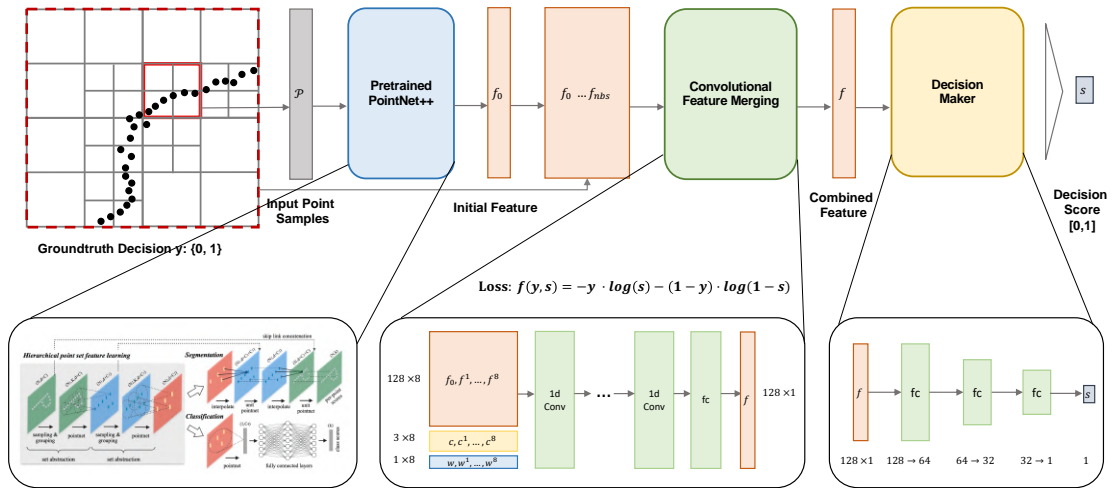 𝒫
Pretrained
PointNet++
f₀
f₀ … fₙbₛ
Convolutional
Feature Merging
f
Decision
Maker
s
Input Point
Samples
Initial Feature
Combined
Feature
Decision
Score
[0,1]
Groundtruth Decision y: {0, 1}
Loss: f(y, s) = −y · log(s) − (1 − y) · log(1 − s)
skip link concatenation
Hierarchical point set feature learning
Segmentation
interpolate
unit
pointnet
interpolate
unit
pointnet
Classification
sampling &
grouping
pointnet
sampling &
grouping
pointnet
set abstraction
set abstraction
pointnet
fully connected layers
class scores
128 ×8
f₀, f¹, … , f⁸
3 ×8
c, c¹, … , c⁸
1 ×8
w, w¹, … , w⁸
1d
Conv
...
1d
Conv
fc
f
128 ×1
f
fc
fc
fc
s
128 ×1
128 → 64
64 → 32
32 → 1
1